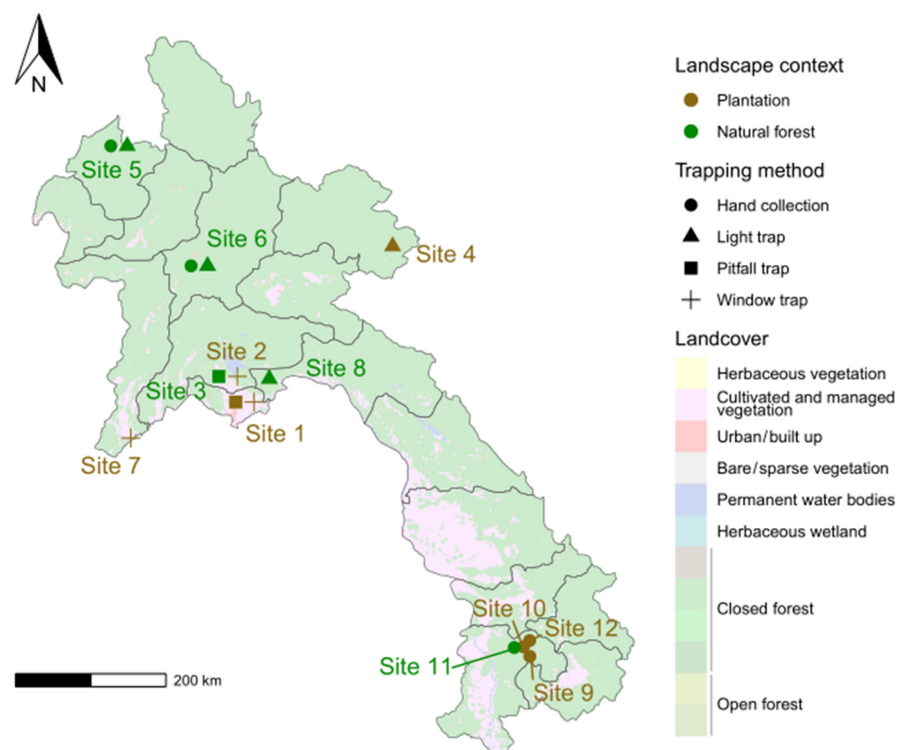 N
Site 5
Site 6
Site 4
Site 2
Site 8
Site 3
Site 1
Site 7
Site 10
Site 12
Site 11
Site 9
200 km
Landscape context
Plantation
Natural forest
Trapping method
Hand collection
Light trap
Pitfall trap
Window trap
Landcover
Herbaceous vegetation
Cultivated and managed
vegetation
Urban/built up
Bare/sparse vegetation
Permanent water bodies
Herbaceous wetland
Closed forest
Open forest